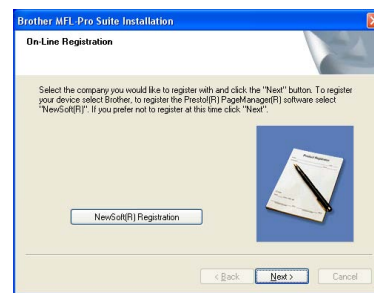 Brother MFL-Pro Suite Installation
On-Line Registration
Select the company you would like to register with and click the "Next" button. To register
your device select Brother, to register the Presto!(R) PageManager(R) software select
"NewSoft(R)". If you prefer not to register at this time click "Next".
Product Registration
NewSoft(R) Registration
< Back
Next >
Cancel